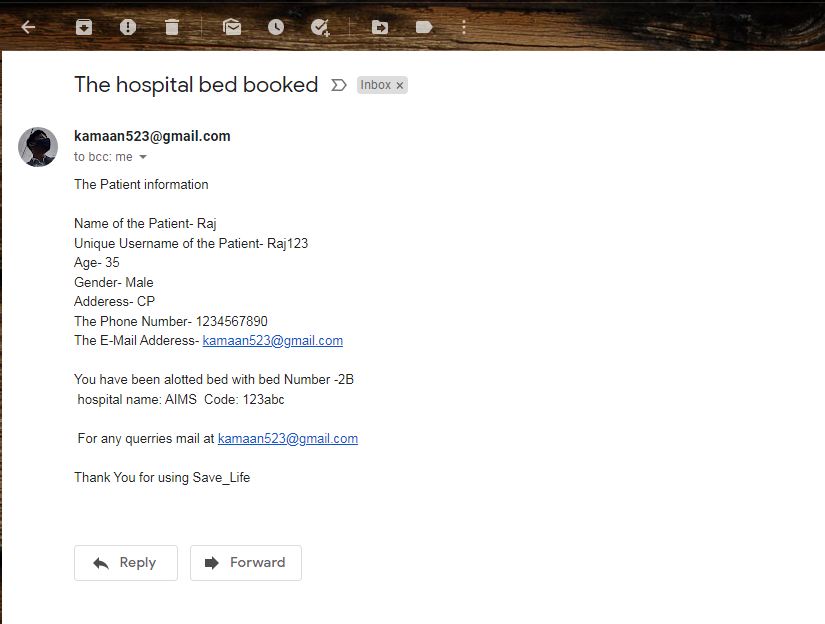 The hospital bed booked Inbox x
kamaan523@gmail.com
to bcc: me
The Patient information
Name of the Patient- Raj
Unique Username of the Patient- Raj123
Age- 35
Gender- Male
Adderess- CP
The Phone Number- 1234567890
The E-Mail Adderess- kamaan523@gmail.com
You have been alotted bed with bed Number -2B
hospital name: AIMS Code: 123abc
For any querries mail at kamaan523@gmail.com
Thank You for using Save_Life
Reply Forward